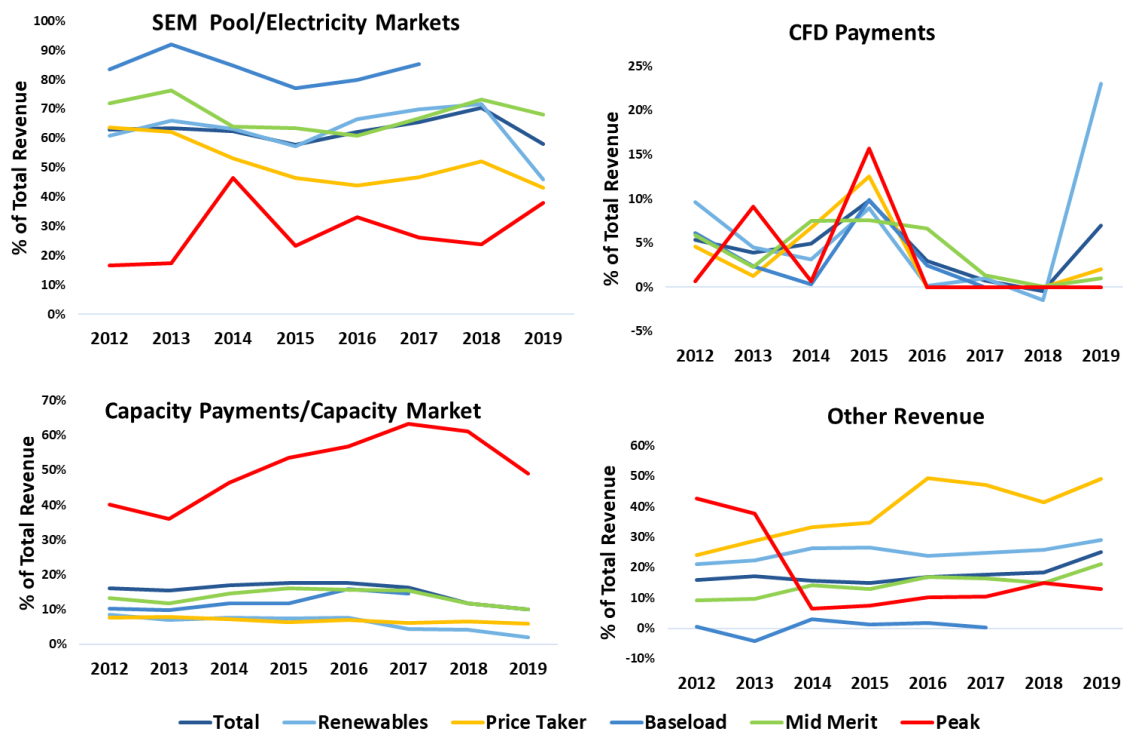 SEM Pool/Electricity Markets
% of Total Revenue
100%
90%
80%
70%
60%
50%
40%
30%
20%
10%
0%
2012 2013 2014 2015 2016 2017 2018 2019
CFD Payments
% of Total Revenue
25%
20%
15%
10%
5%
0%
-5%
2012 2013 2014 2015 2016 2017 2018 2019
Capacity Payments/Capacity Market
% of Total Revenue
70%
60%
50%
40%
30%
20%
10%
0%
2012 2013 2014 2015 2016 2017 2018 2019
Other Revenue
% of Total Revenue
60%
50%
40%
30%
20%
10%
0%
-10%
2012 2013 2014 2015 2016 2017 2018 2019
Total Renewables Price Taker Baseload Mid Merit Peak